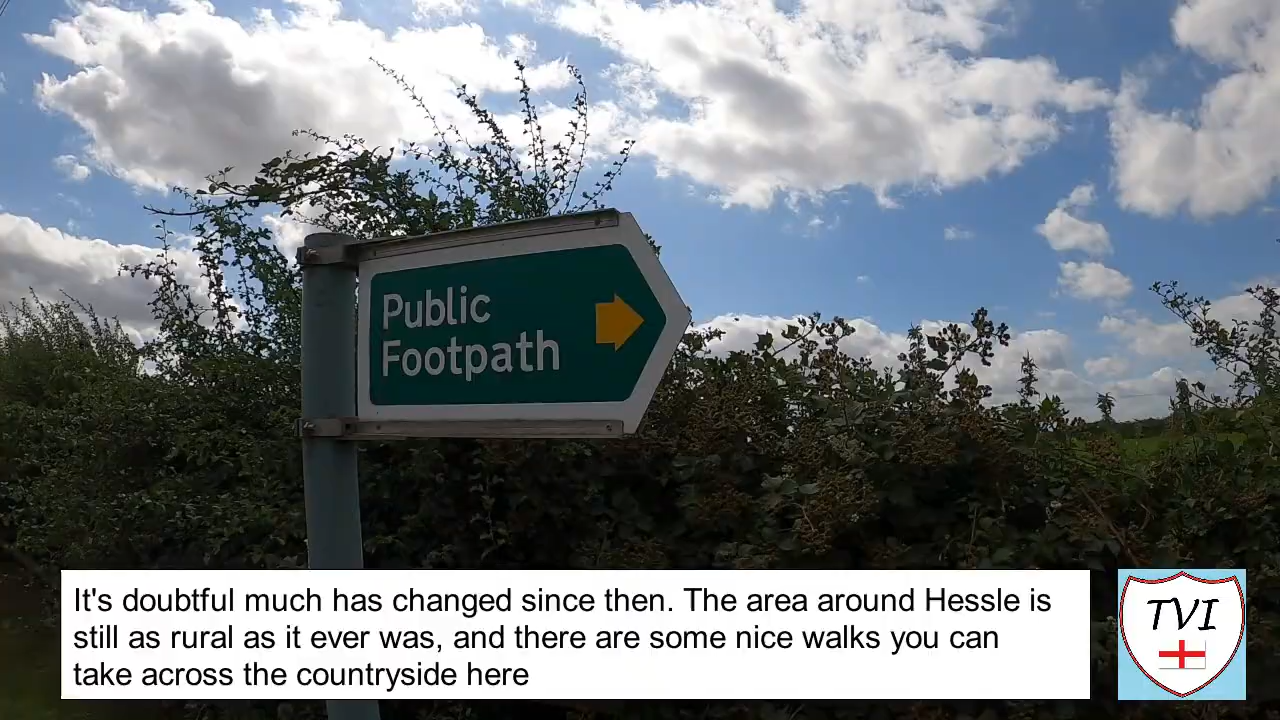 Public
Footpath
It's doubtful much has changed since then. The area around Hessle is
still as rural as it ever was, and there are some nice walks you can
take across the countryside here
TVI